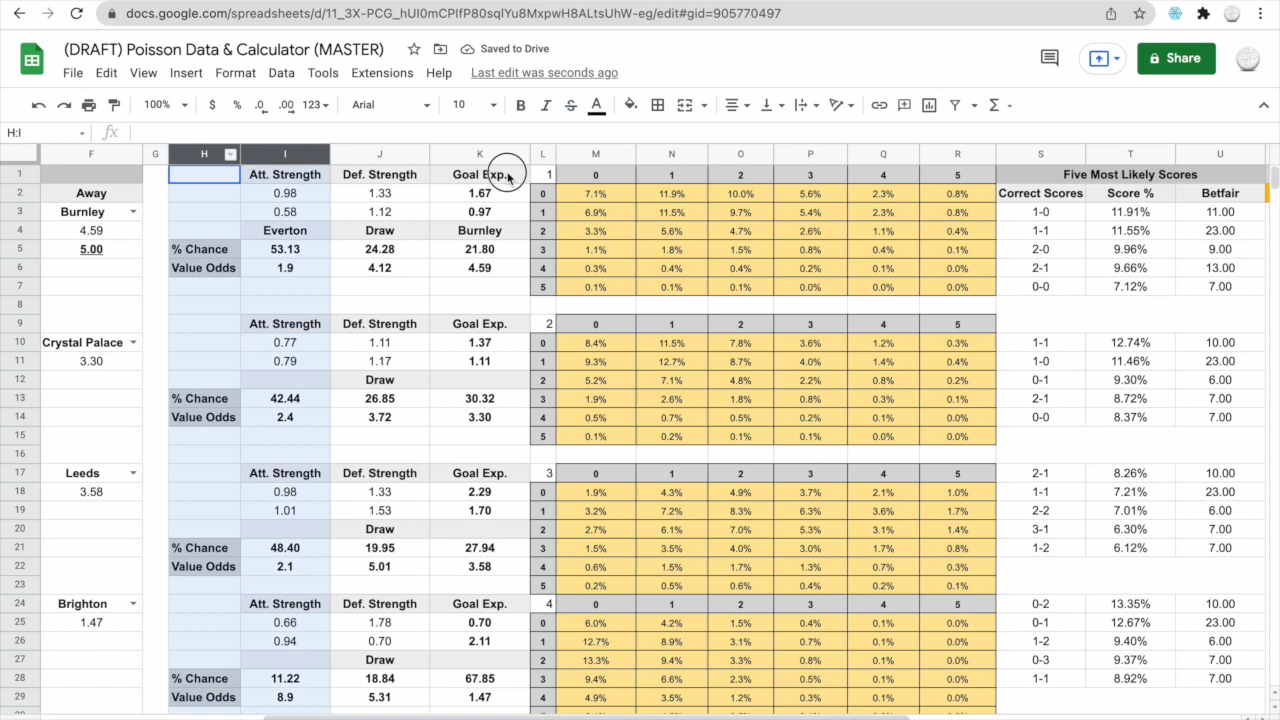 docs.google.com/spreadsheets/d/11_3X-PCG_hUI0mCPIfP8PsqIYu8MxpwH8ALtsUhW-eg/edit#gid=905770497
(DRAFT) Poisson Data & Calculator (MASTER) Saved to Drive
File Edit View Insert Format Data Tools Extensions Help Last edit was seconds ago Share
100% $ % .0 .00 123 Arial 10 B I S A
H:I fx
F G H I J K L M N O P Q R S T U
1 Att. Strength Def. Strength Goal Exp. 1 0 1 2 3 4 5 Five Most Likely Scores
2 Away 0.98 1.33 1.67 0 7.1% 11.9% 10.0% 5.6% 2.3% 0.8% Correct Scores Score % Betfair
3 Burnley 0.58 1.12 0.97 1 6.9% 11.5% 9.7% 5.4% 2.3% 0.8% 1-0 11.91% 11.00
4 4.59 Everton Draw Burnley 2 3.3% 5.6% 4.7% 2.6% 1.1% 0.4% 1-1 11.55% 23.00
5 5.00 % Chance 53.13 24.28 21.80 3 1.1% 1.8% 1.5% 0.8% 0.4% 0.1% 2-0 9.96% 9.00
6 Value Odds 1.9 4.12 4.59 4 0.3% 0.4% 0.4% 0.2% 0.1% 0.0% 2-1 9.66% 13.00
7 5 0.1% 0.1% 0.1% 0.0% 0.0% 0.0% 0-0 7.12% 7.00
8
9 Att. Strength Def. Strength Goal Exp. 2 0 1 2 3 4 5
10 Crystal Palace 0.77 1.11 1.37 0 8.4% 11.5% 7.8% 3.6% 1.2% 0.3% 1-1 12.74% 10.00
11 3.30 0.79 1.17 1.11 1 9.3% 12.7% 8.7% 4.0% 1.4% 0.4% 1-0 11.46% 23.00
12 Draw 2 5.2% 7.1% 4.8% 2.2% 0.8% 0.2% 0-1 9.30% 6.00
13 % Chance 42.44 26.85 30.32 3 1.9% 2.6% 1.8% 0.8% 0.3% 0.1% 2-1 8.72% 7.00
14 Value Odds 2.4 3.72 3.30 4 0.5% 0.7% 0.5% 0.2% 0.1% 0.0% 0-0 8.37% 7.00
15 5 0.1% 0.2% 0.1% 0.1% 0.0% 0.0%
16
17 Leeds Att. Strength Def. Strength Goal Exp. 3 0 1 2 3 4 5 2-1 8.26% 10.00
18 3.58 0.98 1.33 2.29 0 1.9% 4.3% 4.9% 3.7% 2.1% 1.0% 1-1 7.21% 23.00
19 1.01 1.53 1.70 1 3.2% 7.2% 8.3% 6.3% 3.6% 1.7% 2-2 7.01% 6.00
20 Draw 2 2.7% 6.1% 7.0% 5.3% 3.1% 1.4% 3-1 6.30% 7.00
21 % Chance 48.40 19.95 27.94 3 1.5% 3.5% 4.0% 3.0% 1.7% 0.8% 1-2 6.12% 7.00
22 Value Odds 2.1 5.01 3.58 4 0.6% 1.5% 1.7% 1.3% 0.7% 0.3%
23 5 0.2% 0.5% 0.6% 0.4% 0.2% 0.1%
24 Brighton Att. Strength Def. Strength Goal Exp. 4 0 1 2 3 4 5 0-2 13.35% 10.00
25 1.47 0.66 1.78 0.70 0 6.0% 4.2% 1.5% 0.4% 0.1% 0.0% 0-1 12.67% 23.00
26 0.94 0.70 2.11 1 12.7% 8.9% 3.1% 0.7% 0.1% 0.0% 1-2 9.40% 6.00
27 Draw 2 13.3% 9.4% 3.3% 0.8% 0.1% 0.0% 0-3 9.37% 7.00
28 % Chance 11.22 18.84 67.85 3 9.4% 6.6% 2.3% 0.5% 0.1% 0.0% 1-1 8.92% 7.00
29 Value Odds 8.9 5.31 1.47 4 4.9% 3.5% 1.2% 0.3% 0.1% 0.0%